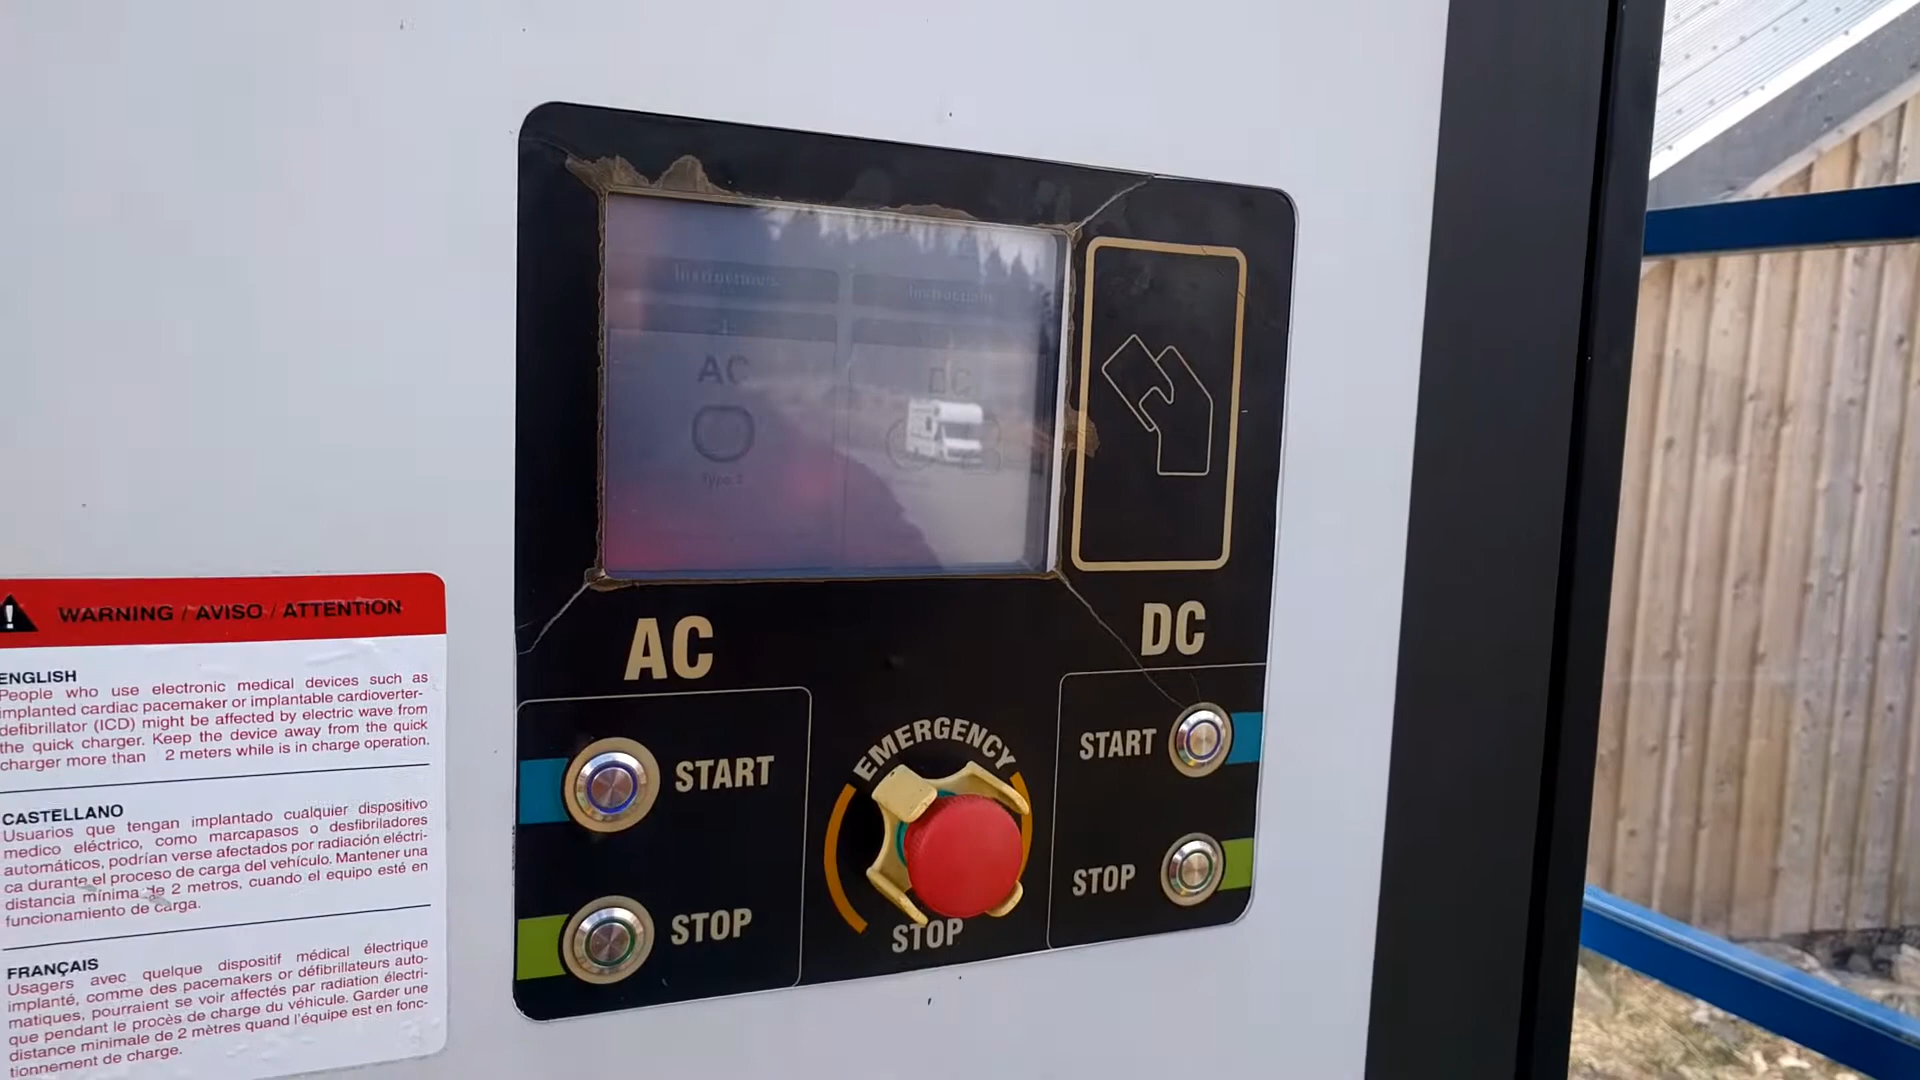 Instructions
Instructions
AC
DC
Type 2
AC
DC
START
STOP
EMERGENCY
STOP
START
STOP
WARNING / AVISO / ATTENTION
ENGLISH
People who use electronic medical devices such as
implanted cardiac pacemaker or implantable cardioverter-
defibrillator (ICD) might be affected by electric wave from
the quick charger. Keep the device away from the quick
charger more than 2 meters while is in charge operation.
CASTELLANO
Usuarios que tengan implantado cualquier dispositivo
medico eléctrico, como marcapasos o desfibriladores
automáticos, podrían verse afectados por radiación eléctri-
ca durante el proceso de carga del vehículo. Mantener una
distancia mínima de 2 metros, cuando el equipo esté en
funcionamiento de carga.
FRANÇAIS
Usagers avec quelque dispositif médical électrique
implanté, comme des pacemakers or défibrillateurs auto-
matiques, pourraient se voir affectés par radiation électri-
que pendant le procès de charge du véhicule. Garder une
distance minimale de 2 mètres quand l'équipe est en fonc-
tionnement de charge.